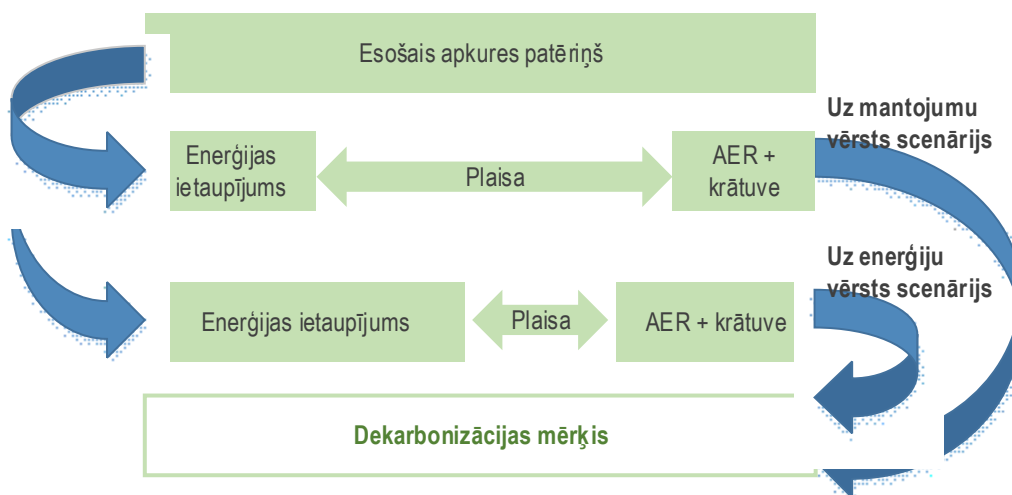 Esošais apkures patēriņš
Uz mantojumu
vērsts scenārijs
Enerģijas
ietaupījums
Plaisa
AER +
krātuve
Uz enerģiju
vērsts scenārijs
Enerģijas ietaupījums
Plaisa
AER + krātuve
Dekarbonizācijas mērķis